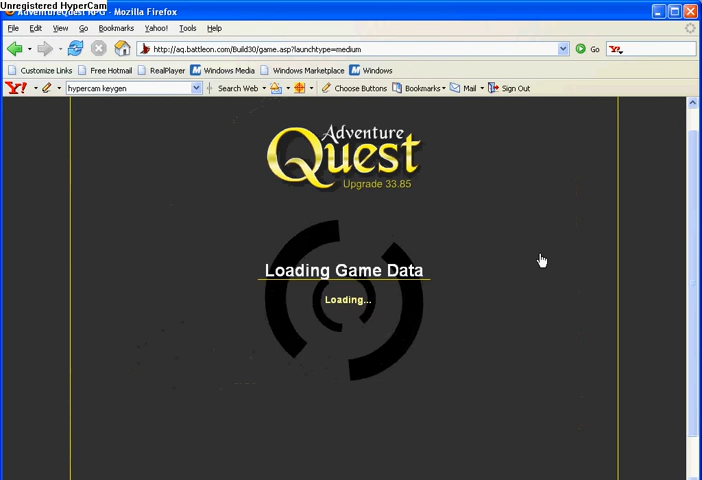 Unregistered HyperCam
AdventureQuest RPG - Mozilla Firefox
File Edit View Go Bookmarks Yahoo! Tools Help
http://aq.battleon.com/Build30/game.asp?launchtype=medium Go
Customize Links Free Hotmail RealPlayer Windows Media Windows Marketplace Windows
Y! hypercam keygen Search Web Choose Buttons Bookmarks Mail Sign Out
Adventure
Quest
Upgrade 33.85
Loading Game Data
Loading...